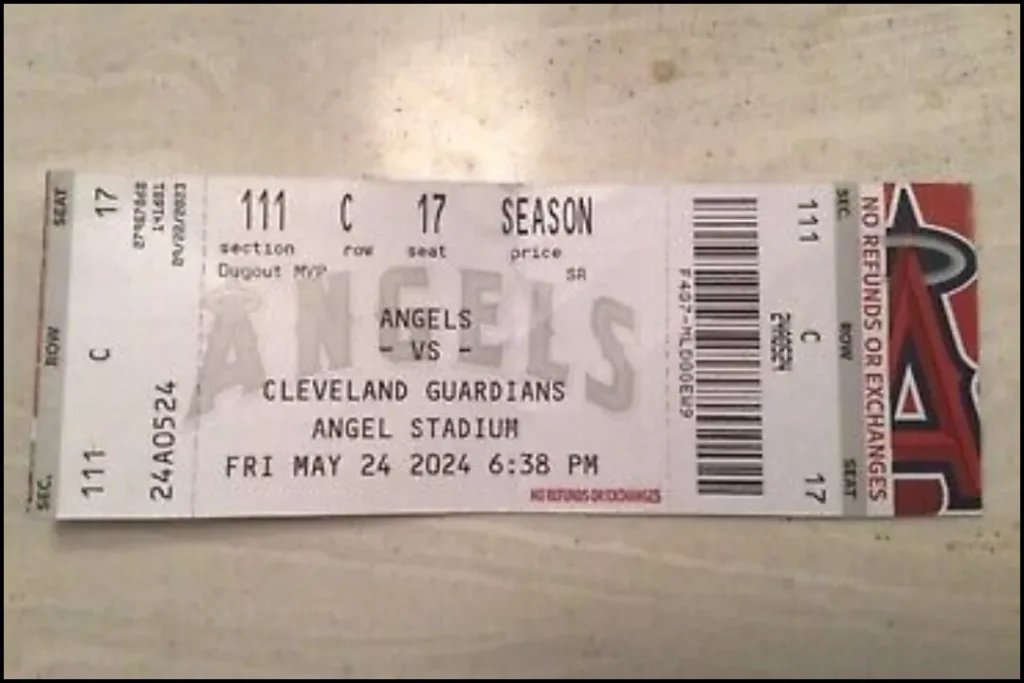 SEAT
17
ROW
C
SEC.
111
24A0524
111 C 17 SEASON
section row seat price
Dugout MVP SR
ANGELS
ANGELS
- VS -
CLEVELAND GUARDIANS
ANGEL STADIUM
FRI MAY 24 2024 6:38 PM
NO REFUNDS OR EXCHANGES
24A0524
SEC.
111
ROW
C
SEAT
17
NO REFUNDS OR EXCHANGES
A